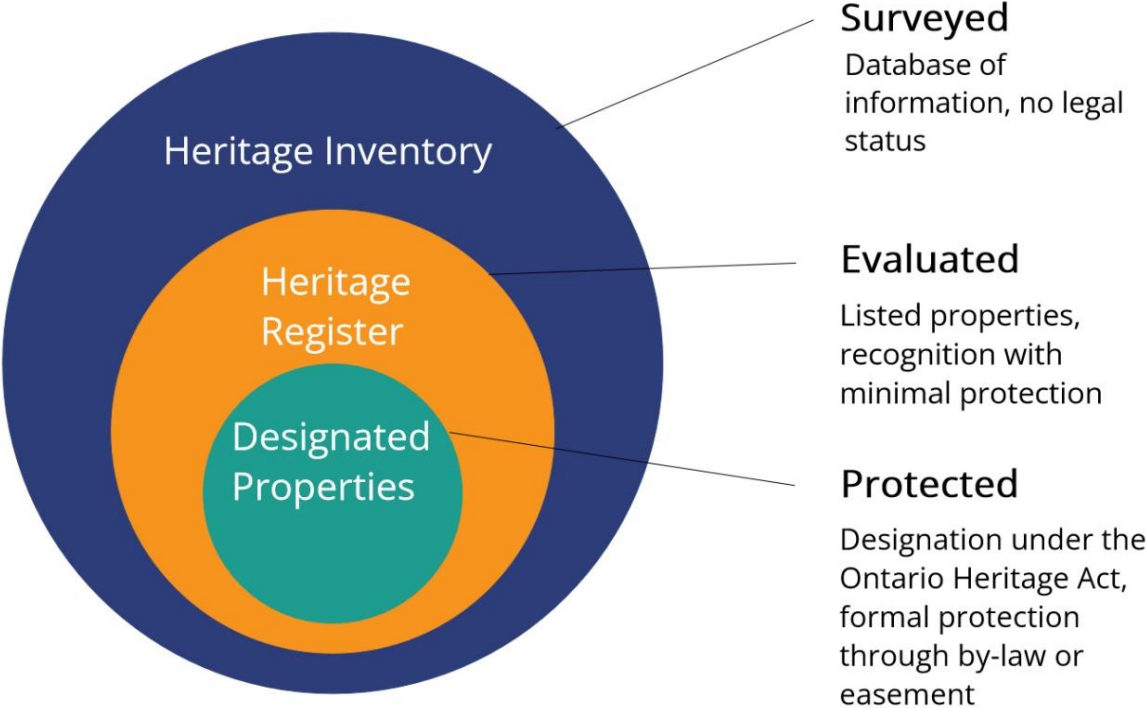 Heritage Inventory
Heritage
Register
Designated
Properties
Surveyed
Database of
information, no legal
status
Evaluated
Listed properties,
recognition with
minimal protection
Protected
Designation under the
Ontario Heritage Act,
formal protection
through by-law or
easement